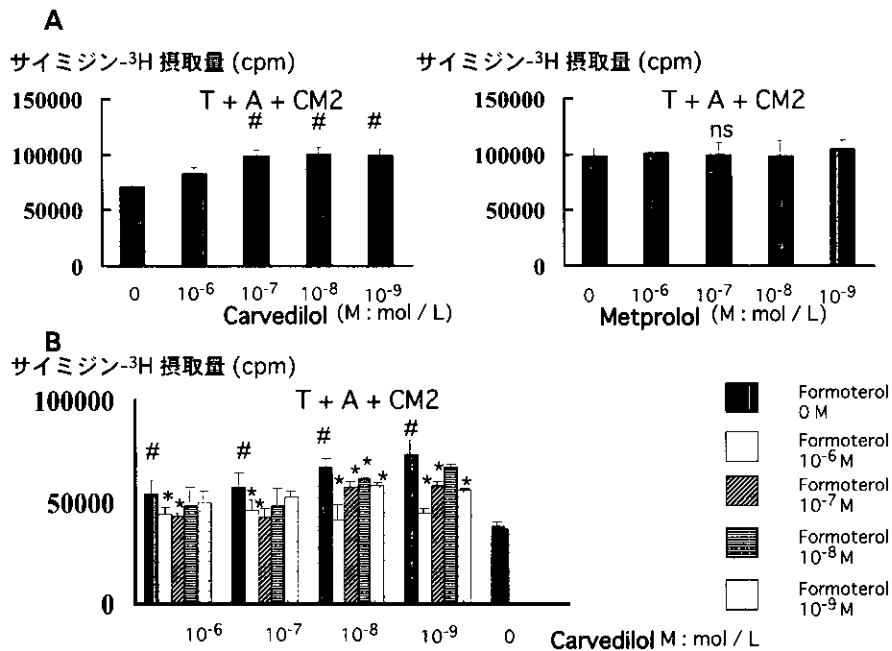 A
サイミジン-³H 摂取量 (cpm)
T + A + CM2
150000
100000
50000
0
# # #
0 10⁻⁶ 10⁻⁷ 10⁻⁸ 10⁻⁹
Carvedilol (M : mol / L)
サイミジン-³H 摂取量 (cpm)
T + A + CM2
150000
100000
50000
0
ns
0 10⁻⁶ 10⁻⁷ 10⁻⁸ 10⁻⁹
Metprolol (M : mol / L)
B
サイミジン-³H 摂取量 (cpm)
T + A + CM2
100000
50000
0
# # # #
* * * * * * * * * * *
10⁻⁶ 10⁻⁷ 10⁻⁸ 10⁻⁹ 0
Carvedilol M : mol / L
Formoterol
0 M
Formoterol
10⁻⁶ M
Formoterol
10⁻⁷ M
Formoterol
10⁻⁸ M
Formoterol
10⁻⁹ M